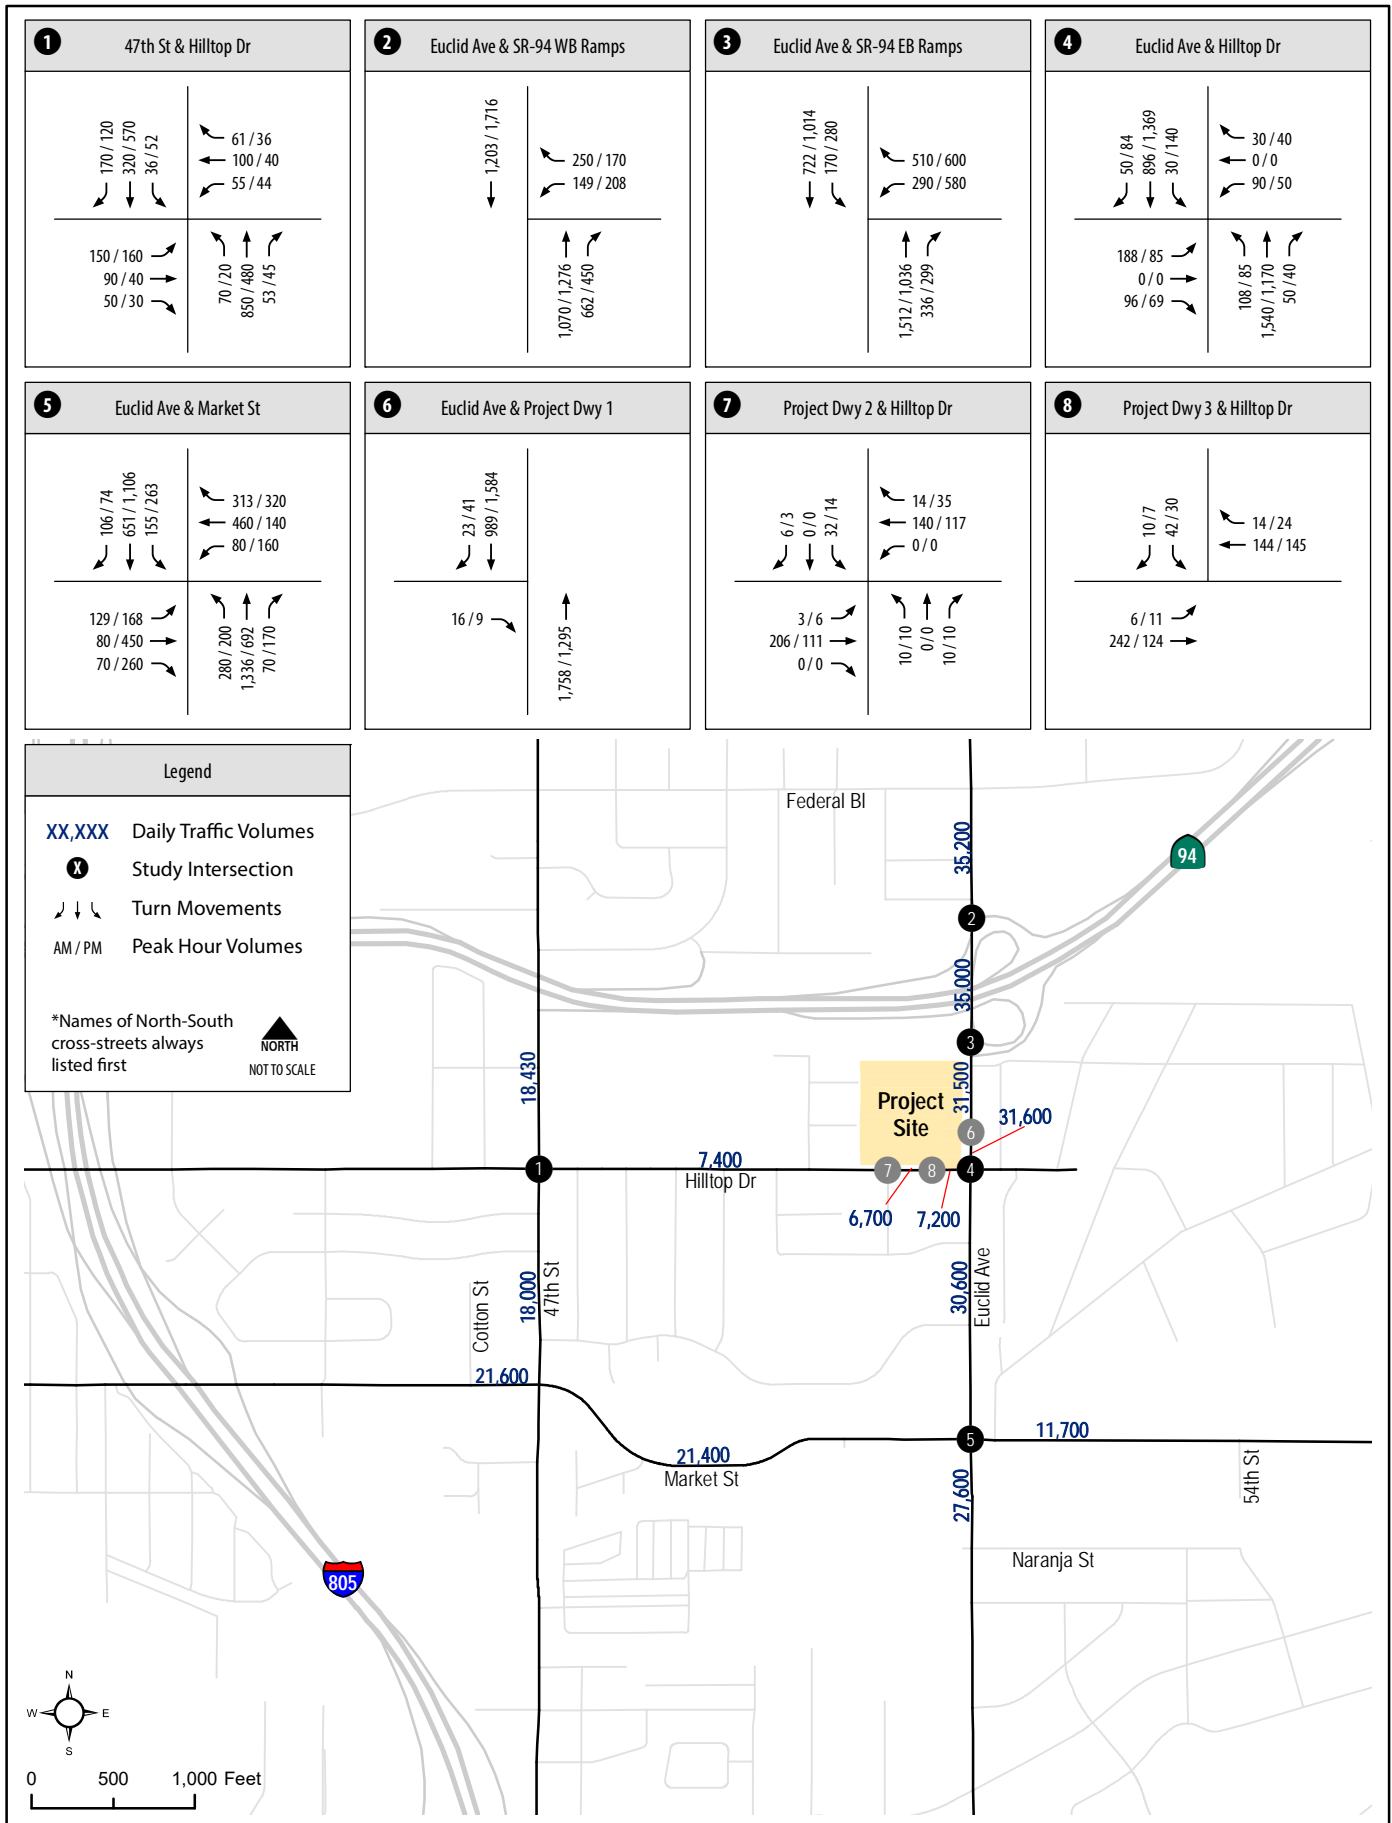 1 47th St & Hilltop Dr
170 / 120
320 / 570
36 / 52
61 / 36
100 / 40
55 / 44
150 / 160
90 / 40
50 / 30
70 / 20
850 / 480
53 / 45
2 Euclid Ave & SR-94 WB Ramps
1,203 / 1,716
250 / 170
149 / 208
1,070 / 1,276
662 / 450
3 Euclid Ave & SR-94 EB Ramps
722 / 1,014
170 / 280
510 / 600
290 / 580
1,512 / 1,036
336 / 299
4 Euclid Ave & Hilltop Dr
50 / 84
896 / 1,369
30 / 140
30 / 40
0 / 0
90 / 50
188 / 85
0 / 0
96 / 69
108 / 85
1,540 / 1,170
50 / 40
5 Euclid Ave & Market St
106 / 74
651 / 1,106
155 / 263
313 / 320
460 / 140
80 / 160
129 / 168
80 / 450
70 / 260
280 / 200
1,336 / 692
70 / 170
6 Euclid Ave & Project Dwy 1
23 / 41
989 / 1,584
16 / 9
1,758 / 1,295
7 Project Dwy 2 & Hilltop Dr
6 / 3
0 / 0
32 / 14
14 / 35
140 / 117
0 / 0
3 / 6
206 / 111
0 / 0
10 / 10
0 / 0
10 / 10
8 Project Dwy 3 & Hilltop Dr
10 / 7
42 / 30
14 / 24
144 / 145
6 / 11
242 / 124
Legend
XX,XXX Daily Traffic Volumes
X Study Intersection
Turn Movements
AM / PM Peak Hour Volumes
*Names of North-South
cross-streets always
listed first
NORTH
NOT TO SCALE
Federal Bl
35,200
94
2
35,000
3
18,430
31,500
Project
Site
6
31,600
1
7,400
Hilltop Dr
7
8
4
6,700
7,200
Cotton St
18,000
47th St
30,600
Euclid Ave
21,600
21,400
Market St
5
11,700
27,600
54th St
Naranja St
805
N
W
E
S
0 500 1,000 Feet